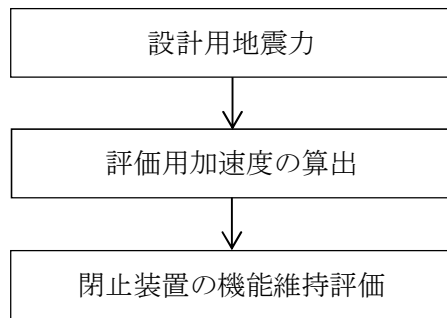 設計用地震力
評価用加速度の算出
閉止装置の機能維持評価